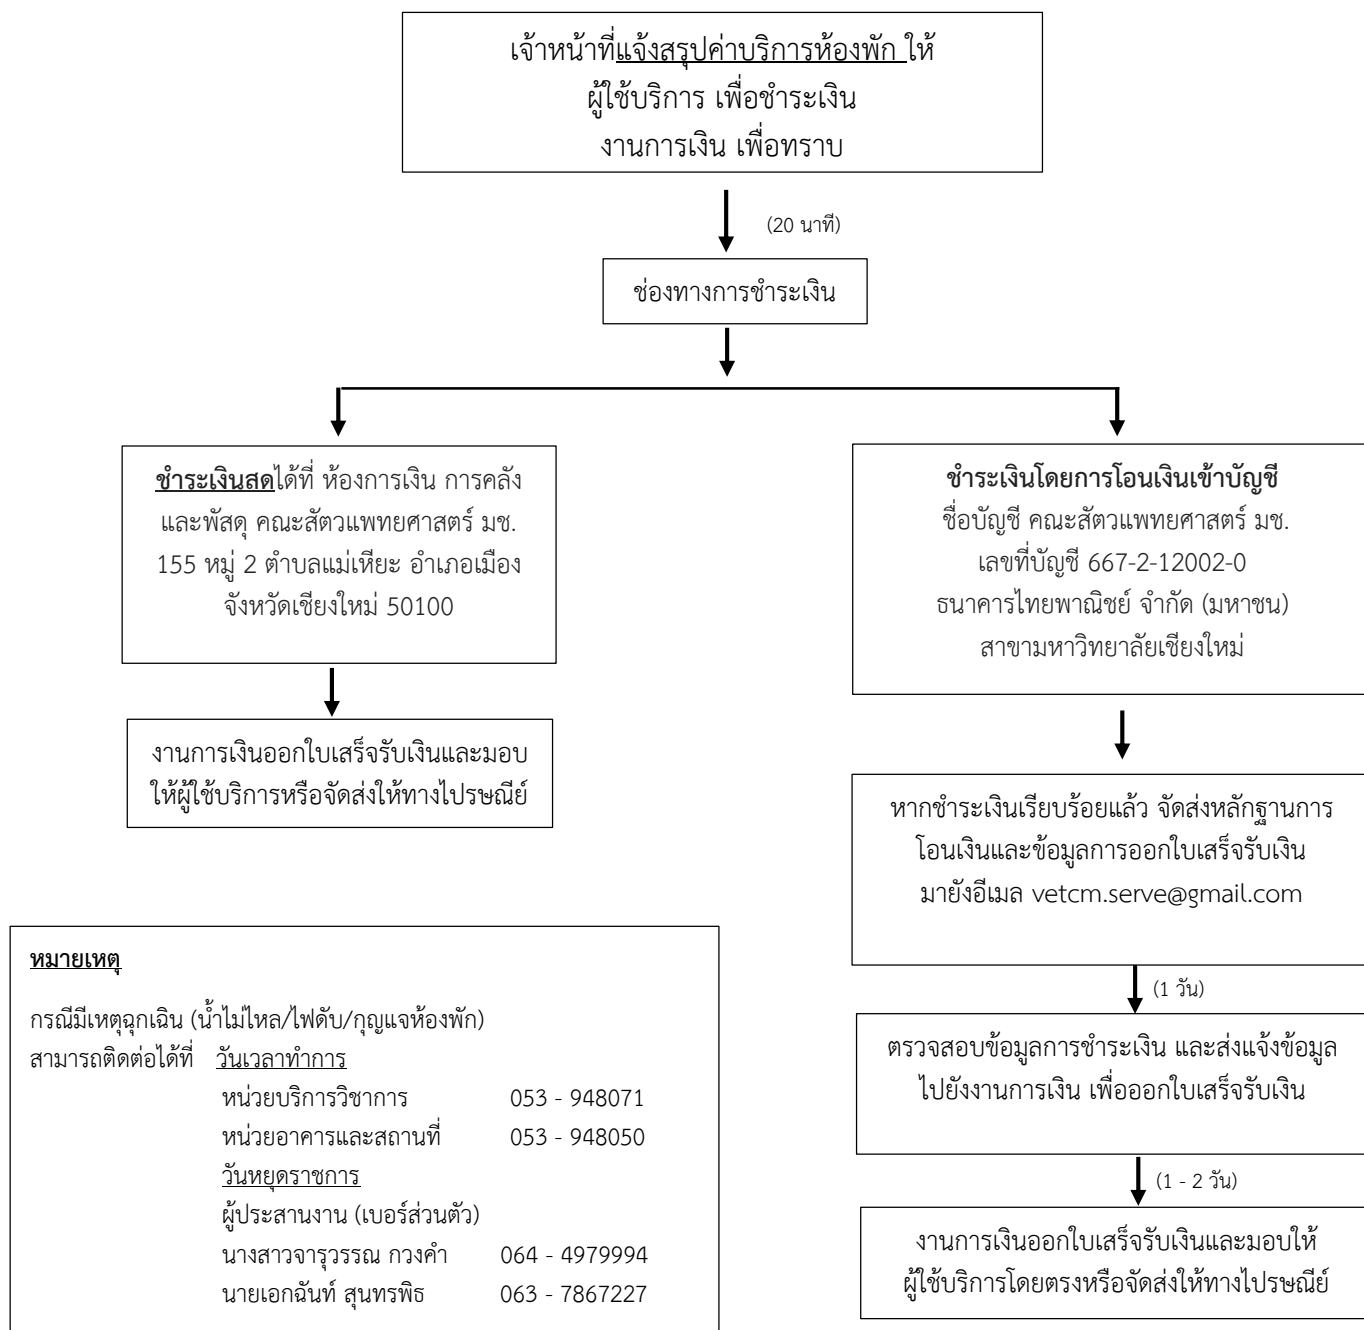 เจ้าหน้าที่แจ้งสรุปค่าบริการห้องพัก ให้
ผู้ใช้บริการ เพื่อชำระเงิน
งานการเงิน เพื่อทราบ
(20 นาที)
ช่องทางการชำระเงิน
ชำระเงินสดได้ที่ ห้องการเงิน การคลัง
และพัสดุ คณะสัตวแพทยศาสตร์ มช.
155 หมู่ 2 ตำบลแม่เหียะ อำเภอเมือง
จังหวัดเชียงใหม่ 50100
งานการเงินออกใบเสร็จรับเงินและมอบ
ให้ผู้ใช้บริการหรือจัดส่งให้ทางไปรษณีย์
ชำระเงินโดยการโอนเงินเข้าบัญชี
ชื่อบัญชี คณะสัตวแพทยศาสตร์ มช.
เลขที่บัญชี 667-2-12002-0
ธนาคารไทยพาณิชย์ จำกัด (มหาชน)
สาขามหาวิทยาลัยเชียงใหม่
หากชำระเงินเรียบร้อยแล้ว จัดส่งหลักฐานการ
โอนเงินและข้อมูลการออกใบเสร็จรับเงิน
มายังอีเมล vetcm.serve@gmail.com
(1 วัน)
ตรวจสอบข้อมูลการชำระเงิน และส่งแจ้งข้อมูล
ไปยังงานการเงิน เพื่อออกใบเสร็จรับเงิน
(1 - 2 วัน)
งานการเงินออกใบเสร็จรับเงินและมอบให้
ผู้ใช้บริการโดยตรงหรือจัดส่งให้ทางไปรษณีย์
หมายเหตุ
กรณีมีเหตุฉุกเฉิน (น้ำไม่ไหล/ไฟดับ/กุญแจห้องพัก)
สามารถติดต่อได้ที่ วันเวลาทำการ
หน่วยบริการวิชาการ 053 - 948071
หน่วยอาคารและสถานที่ 053 - 948050
วันหยุดราชการ
ผู้ประสานงาน (เบอร์ส่วนตัว)
นางสาวจารุวรรณ กวงคำ 064 - 4979994
นายเอกฉันท์ สุนทรพิธ 063 - 7867227